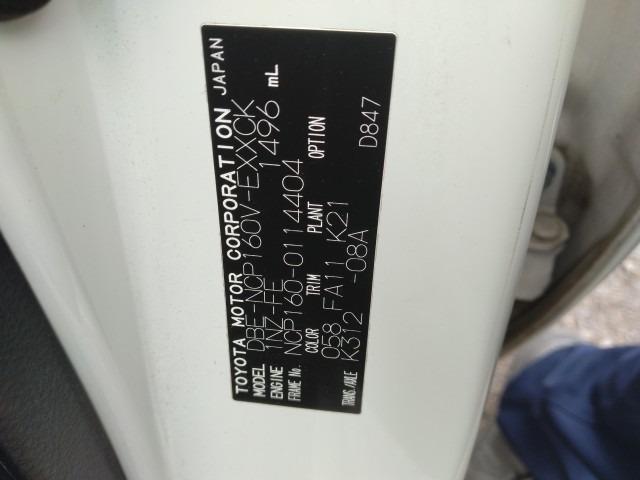 TOYOTA MOTOR CORPORATION JAPAN
MODEL DBE-NCP160V-EXXCK
ENGINE 1NZ-FE 1496 mL
FRAME No. NCP160-0114404
COLOR TRIM PLANT OPTION
058 FA11 K21
TRANS./AXLE K312 -08A D847